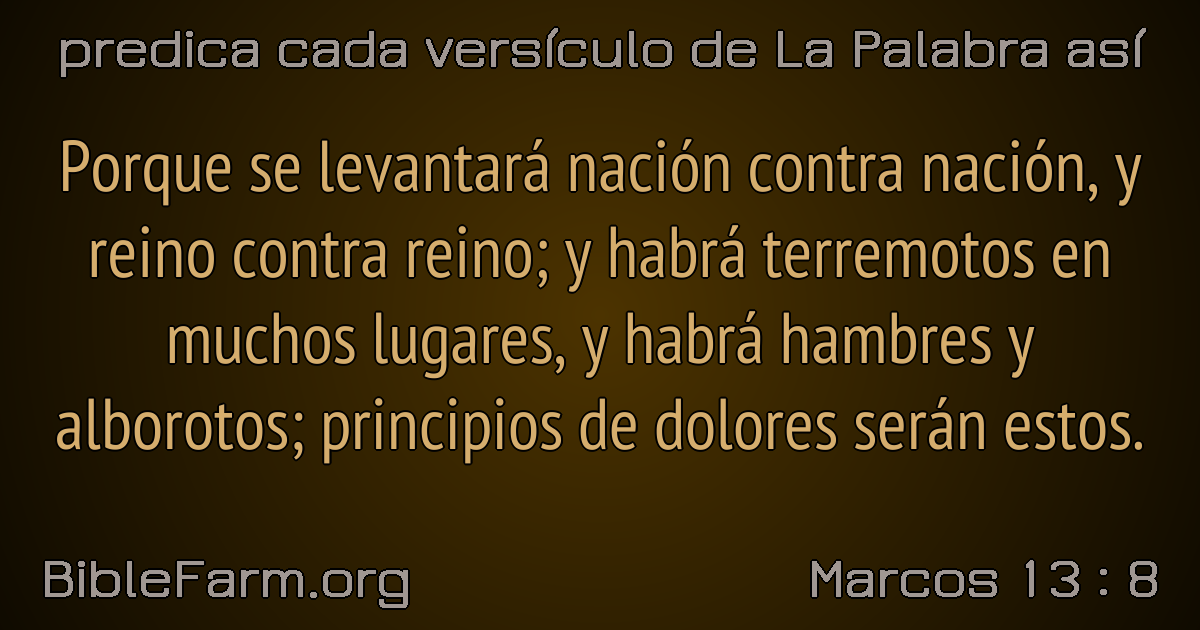 predica cada versículo de La Palabra así
Porque se levantará nación contra nación, y
reino contra reino; y habrá terremotos en
muchos lugares, y habrá hambres y
alborotos; principios de dolores serán estos.
BibleFarm.org
Marcos 13 : 8